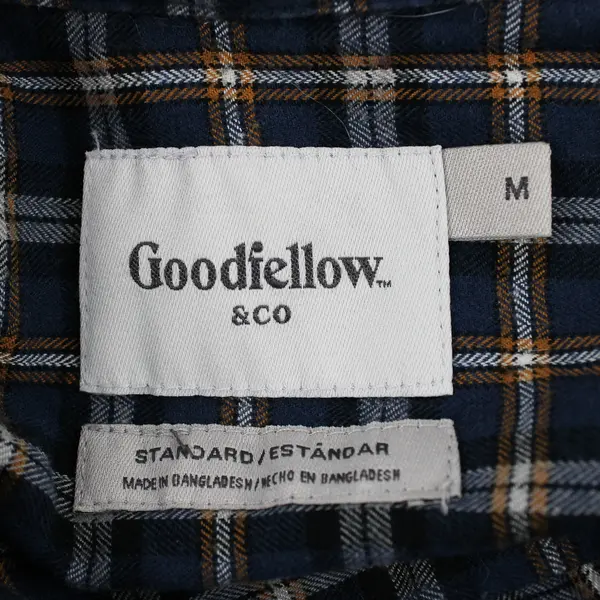 M
Goodfellow™
&CO
STANDARD/ESTÁNDAR
MADE IN BANGLADESH/HECHO EN BANGLADESH